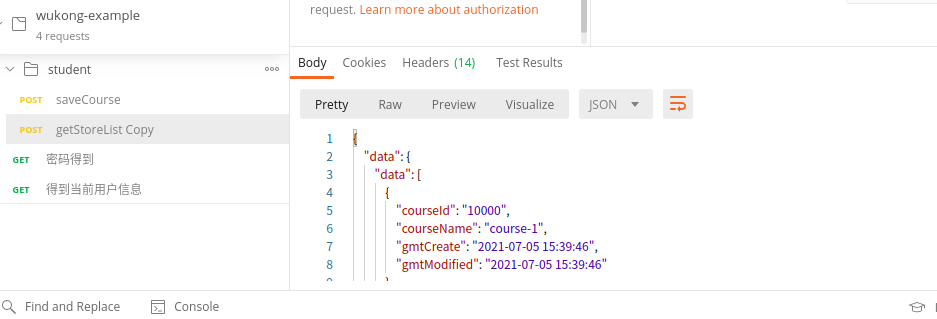 wukong-example
4 requests
student
POST saveCourse
POST getStoreList Copy
GET 密码得到
GET 得到当前用户信息
request. Learn more about authorization
Body Cookies Headers (14) Test Results
Pretty Raw Preview Visualize JSON
1 {
2 "data": {
3 "data": [
4 {
5 "courseId": "10000",
6 "courseName": "course-1",
7 "gmtCreate": "2021-07-05 15:39:46",
8 "gmtModified": "2021-07-05 15:39:46"
Find and Replace Console